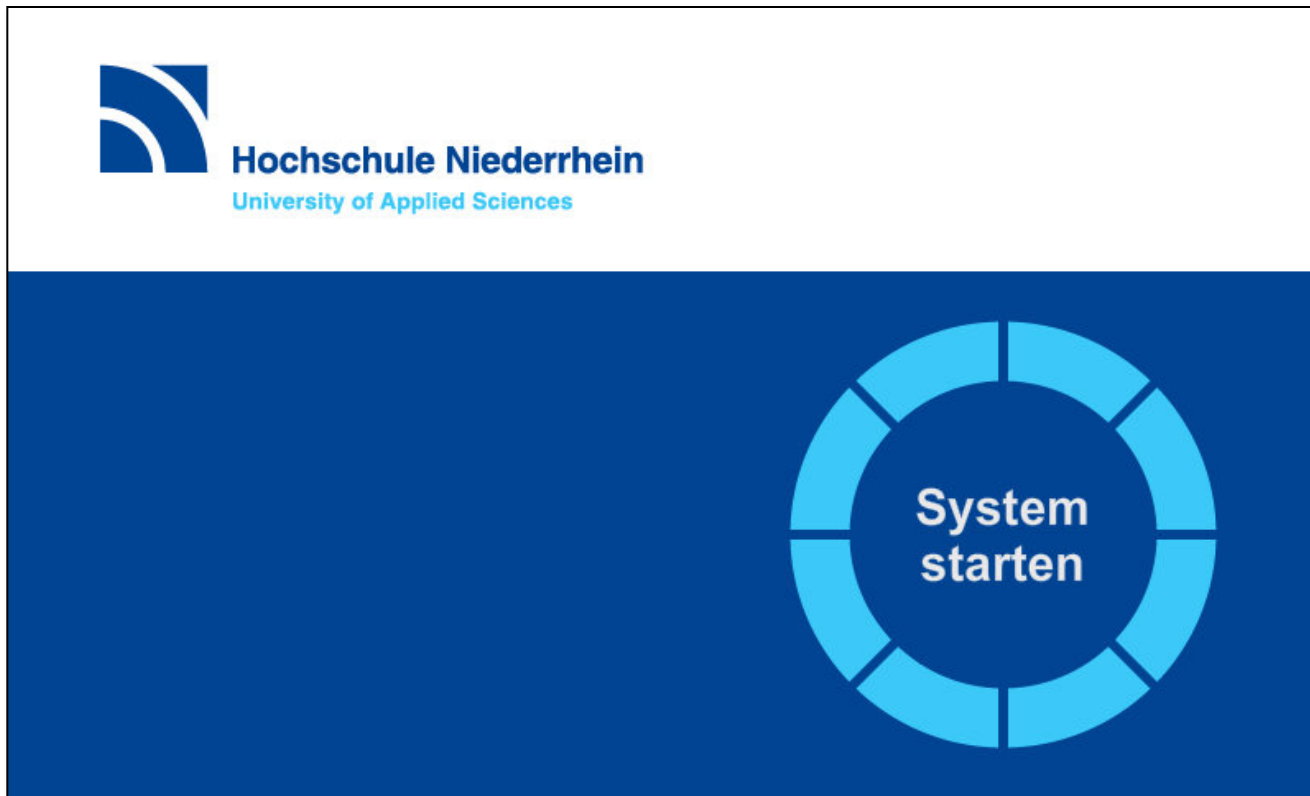 Hochschule Niederrhein
University of Applied Sciences
System
starten